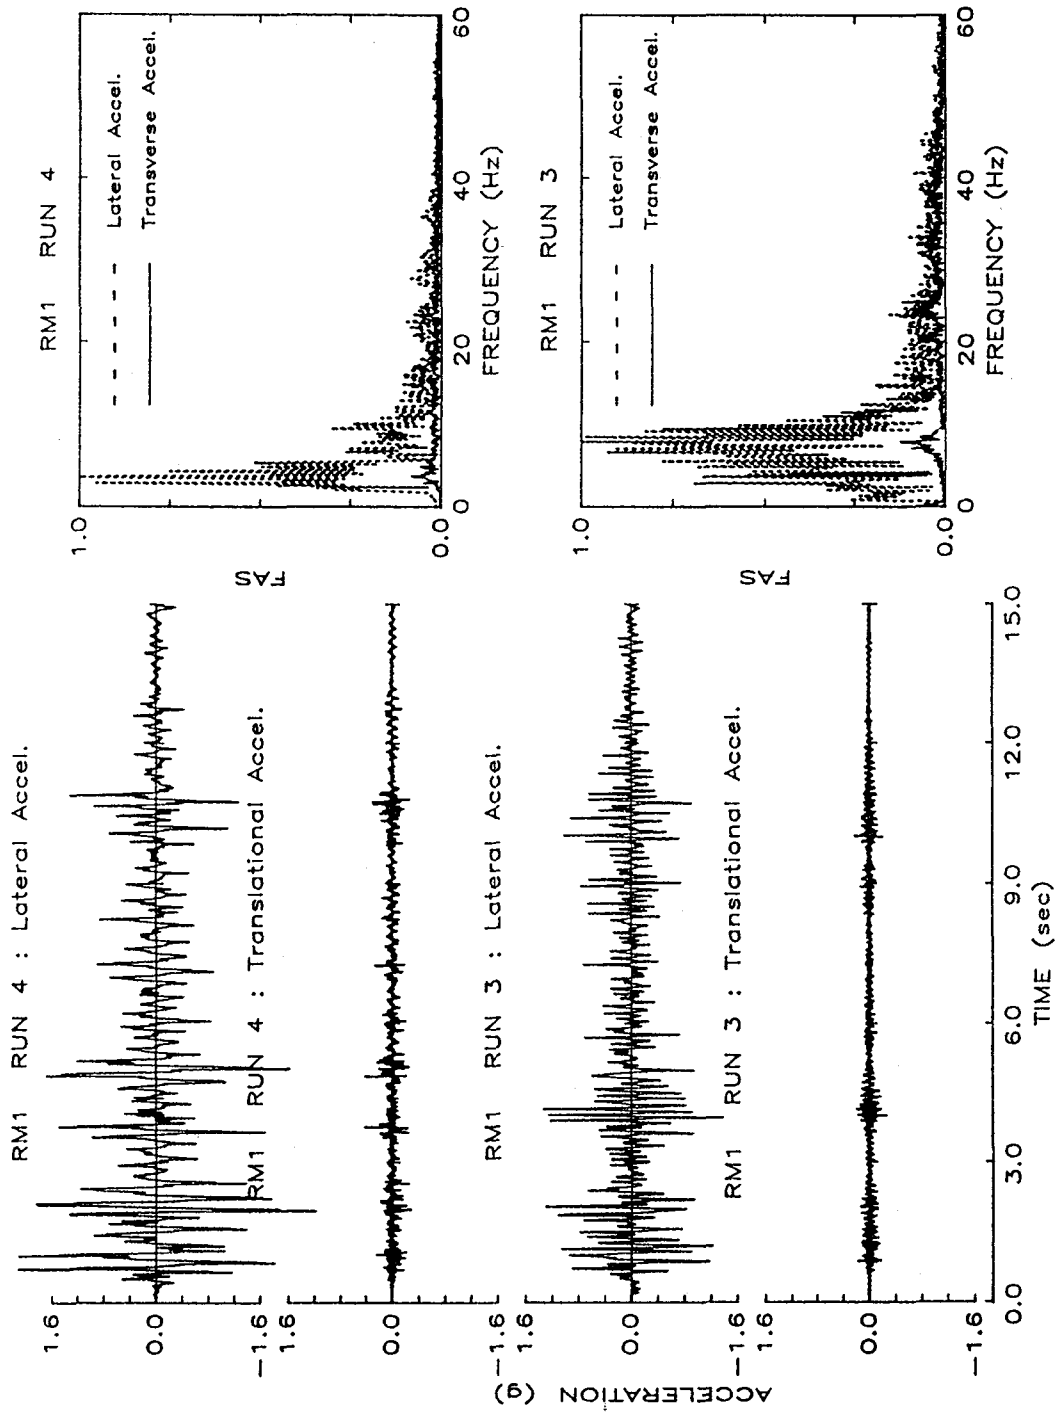 RM1 RUN 4 : Lateral Accel.
1.6
0.0
-1.6
RM1 RUN 4 : Translational Accel.
1.6
0.0
-1.6
RM1 RUN 3 : Lateral Accel.
1.6
0.0
-1.6
RM1 RUN 3 : Translational Accel.
1.6
0.0
-1.6
ACCELERATION (g)
0.0 3.0 6.0 9.0 12.0 15.0
TIME (sec)
RM1 RUN 4
Lateral Accel.
Transverse Accel.
1.0
0.0
FAS
0 20 40 60
FREQUENCY (Hz)
RM1 RUN 3
Lateral Accel.
Transverse Accel.
1.0
0.0
FAS
0 20 40 60
FREQUENCY (Hz)